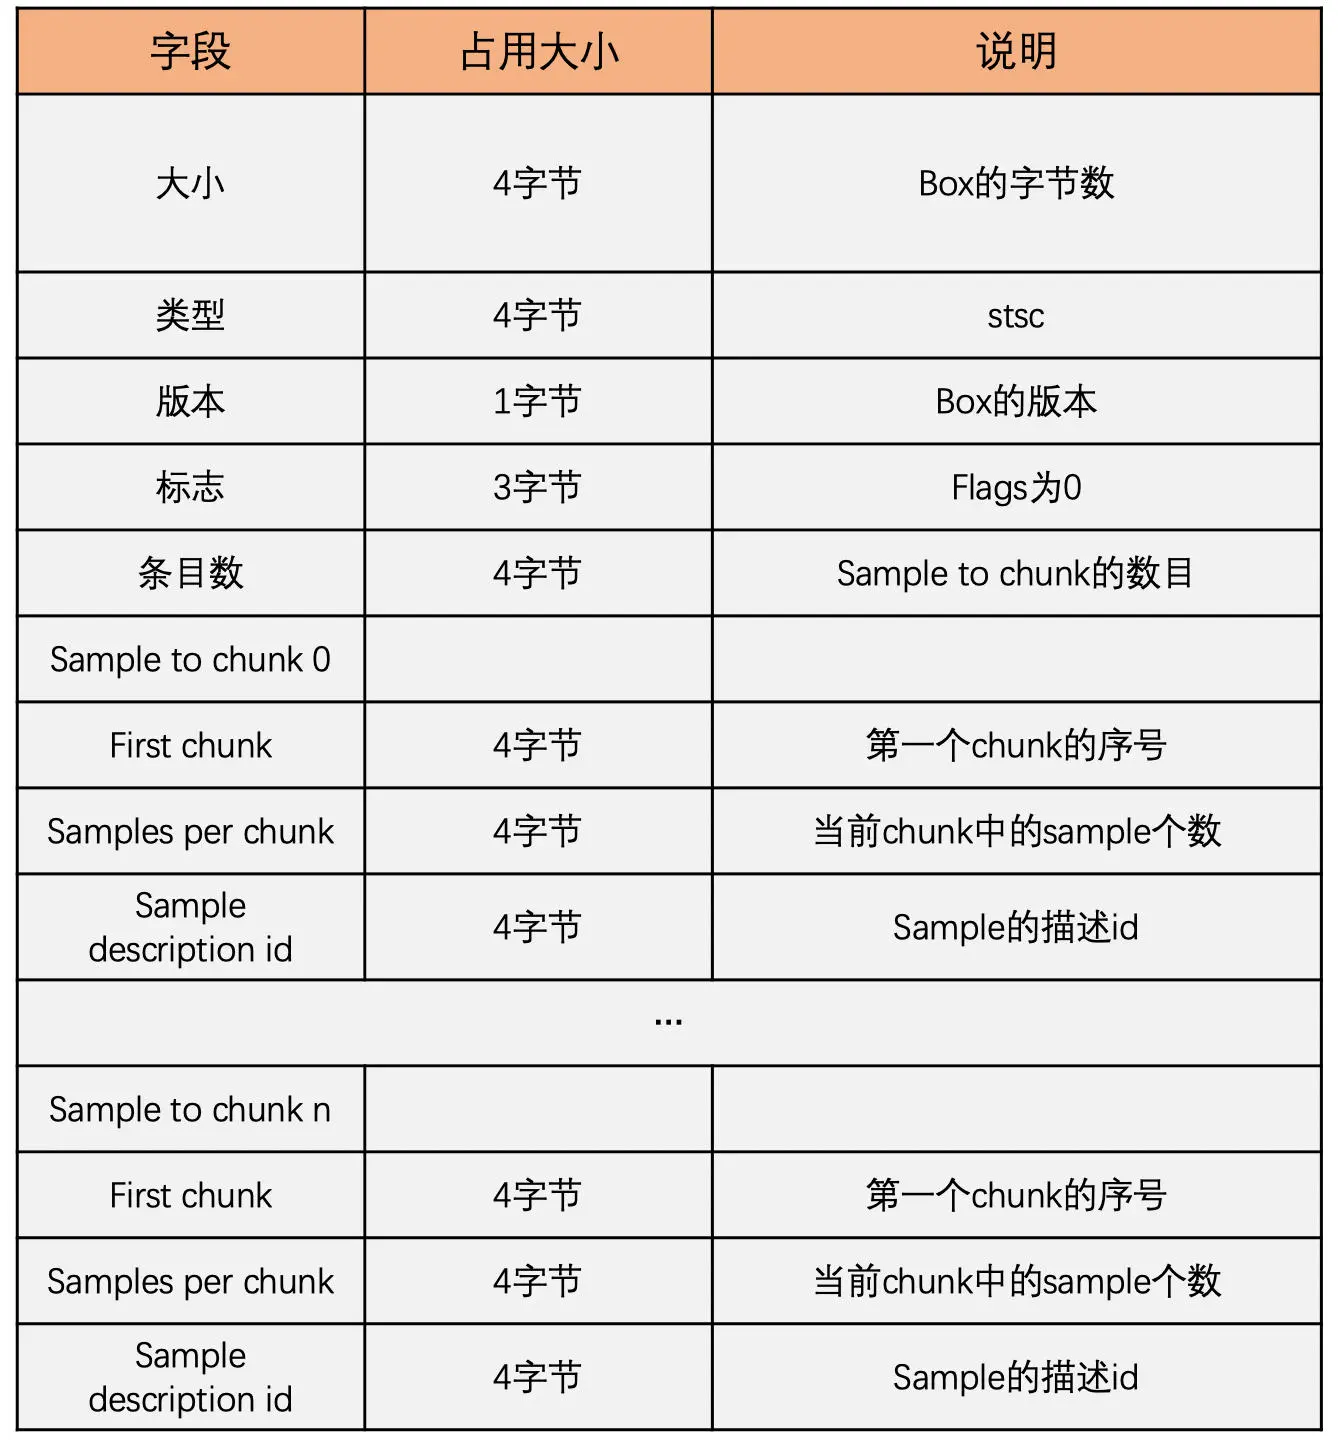 字段 占用大小 说明
大小 4字节 Box的字节数
类型 4字节 stsc
版本 1字节 Box的版本
标志 3字节 Flags为0
条目数 4字节 Sample to chunk的数目
Sample to chunk 0
First chunk 4字节 第一个chunk的序号
Samples per chunk 4字节 当前chunk中的sample个数
Sample
description id 4字节 Sample的描述id
...
Sample to chunk n
First chunk 4字节 第一个chunk的序号
Samples per chunk 4字节 当前chunk中的sample个数
Sample
description id 4字节 Sample的描述id